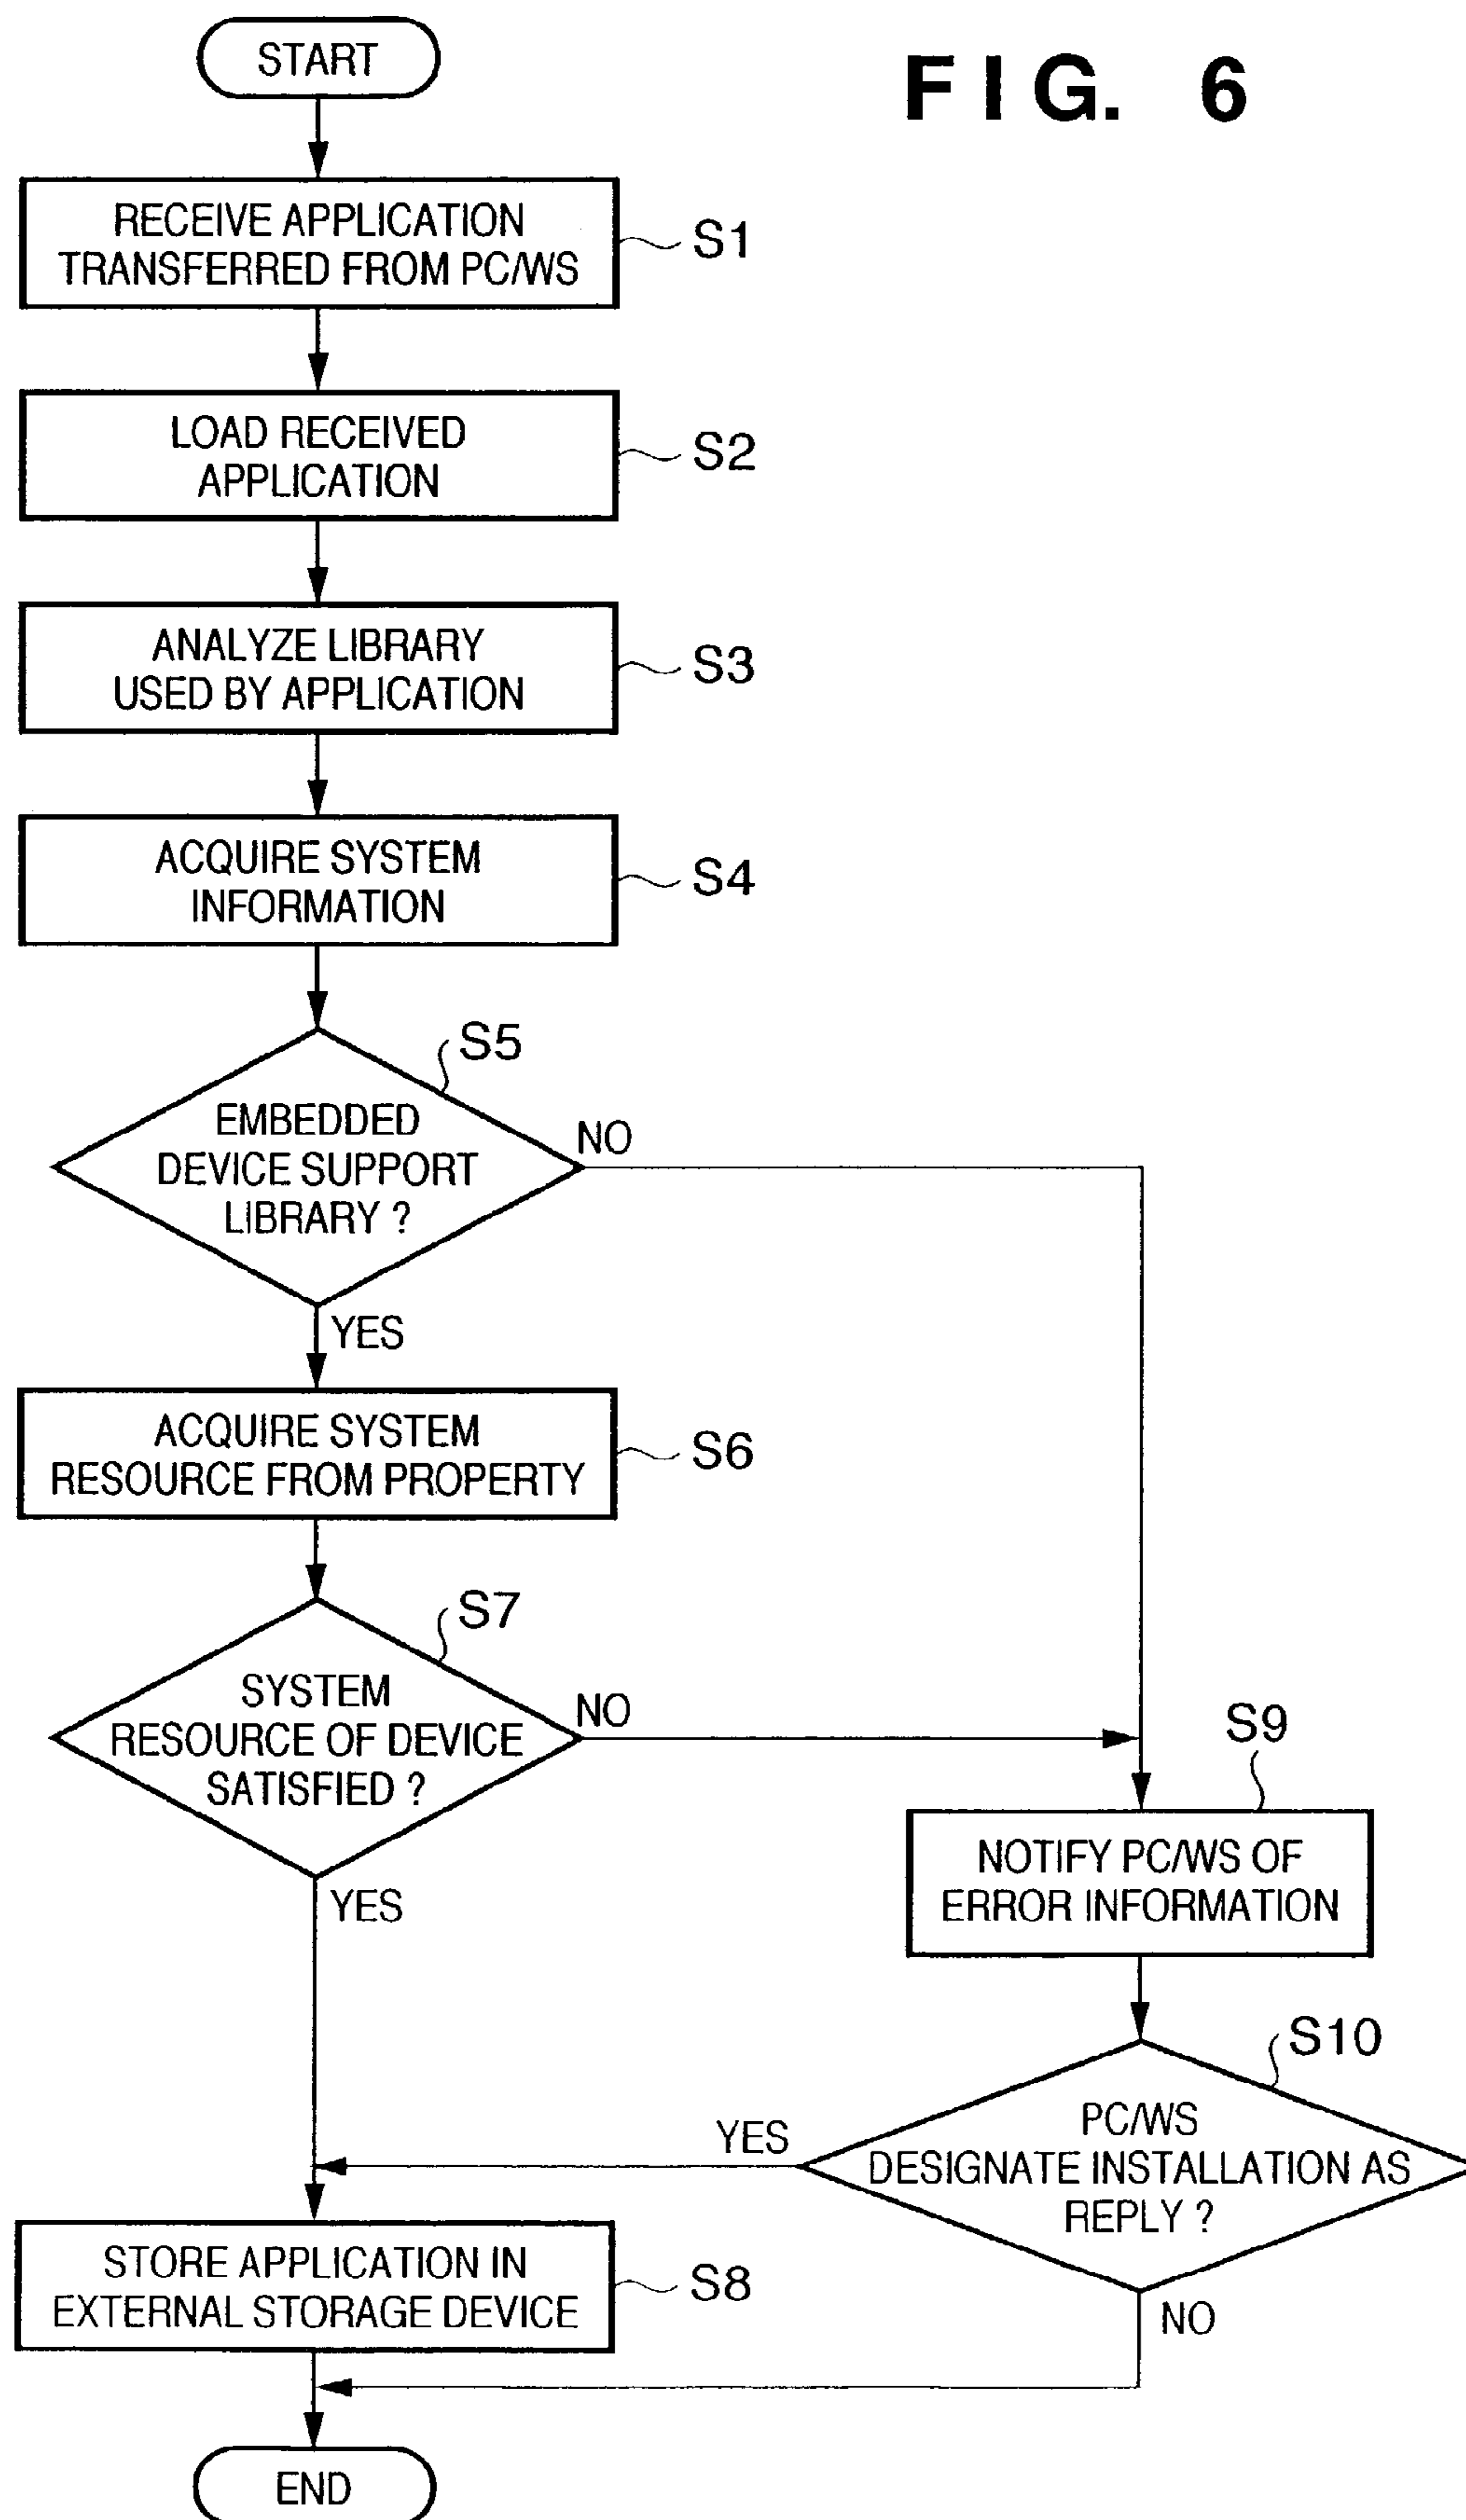 START
FIG. 6
RECEIVE APPLICATION
TRANSFERRED FROM PC/WS
S1
LOAD RECEIVED
APPLICATION
S2
ANALYZE LIBRARY
USED BY APPLICATION
S3
ACQUIRE SYSTEM
INFORMATION
S4
S5
EMBEDDED
DEVICE SUPPORT
LIBRARY ?
NO
YES
ACQUIRE SYSTEM
RESOURCE FROM PROPERTY
S6
S7
SYSTEM
RESOURCE OF DEVICE
SATISFIED ?
NO
YES
S9
NOTIFY PC/WS OF
ERROR INFORMATION
S10
PC/WS
DESIGNATE INSTALLATION AS
REPLY ?
YES
NO
STORE APPLICATION IN
EXTERNAL STORAGE DEVICE
S8
END